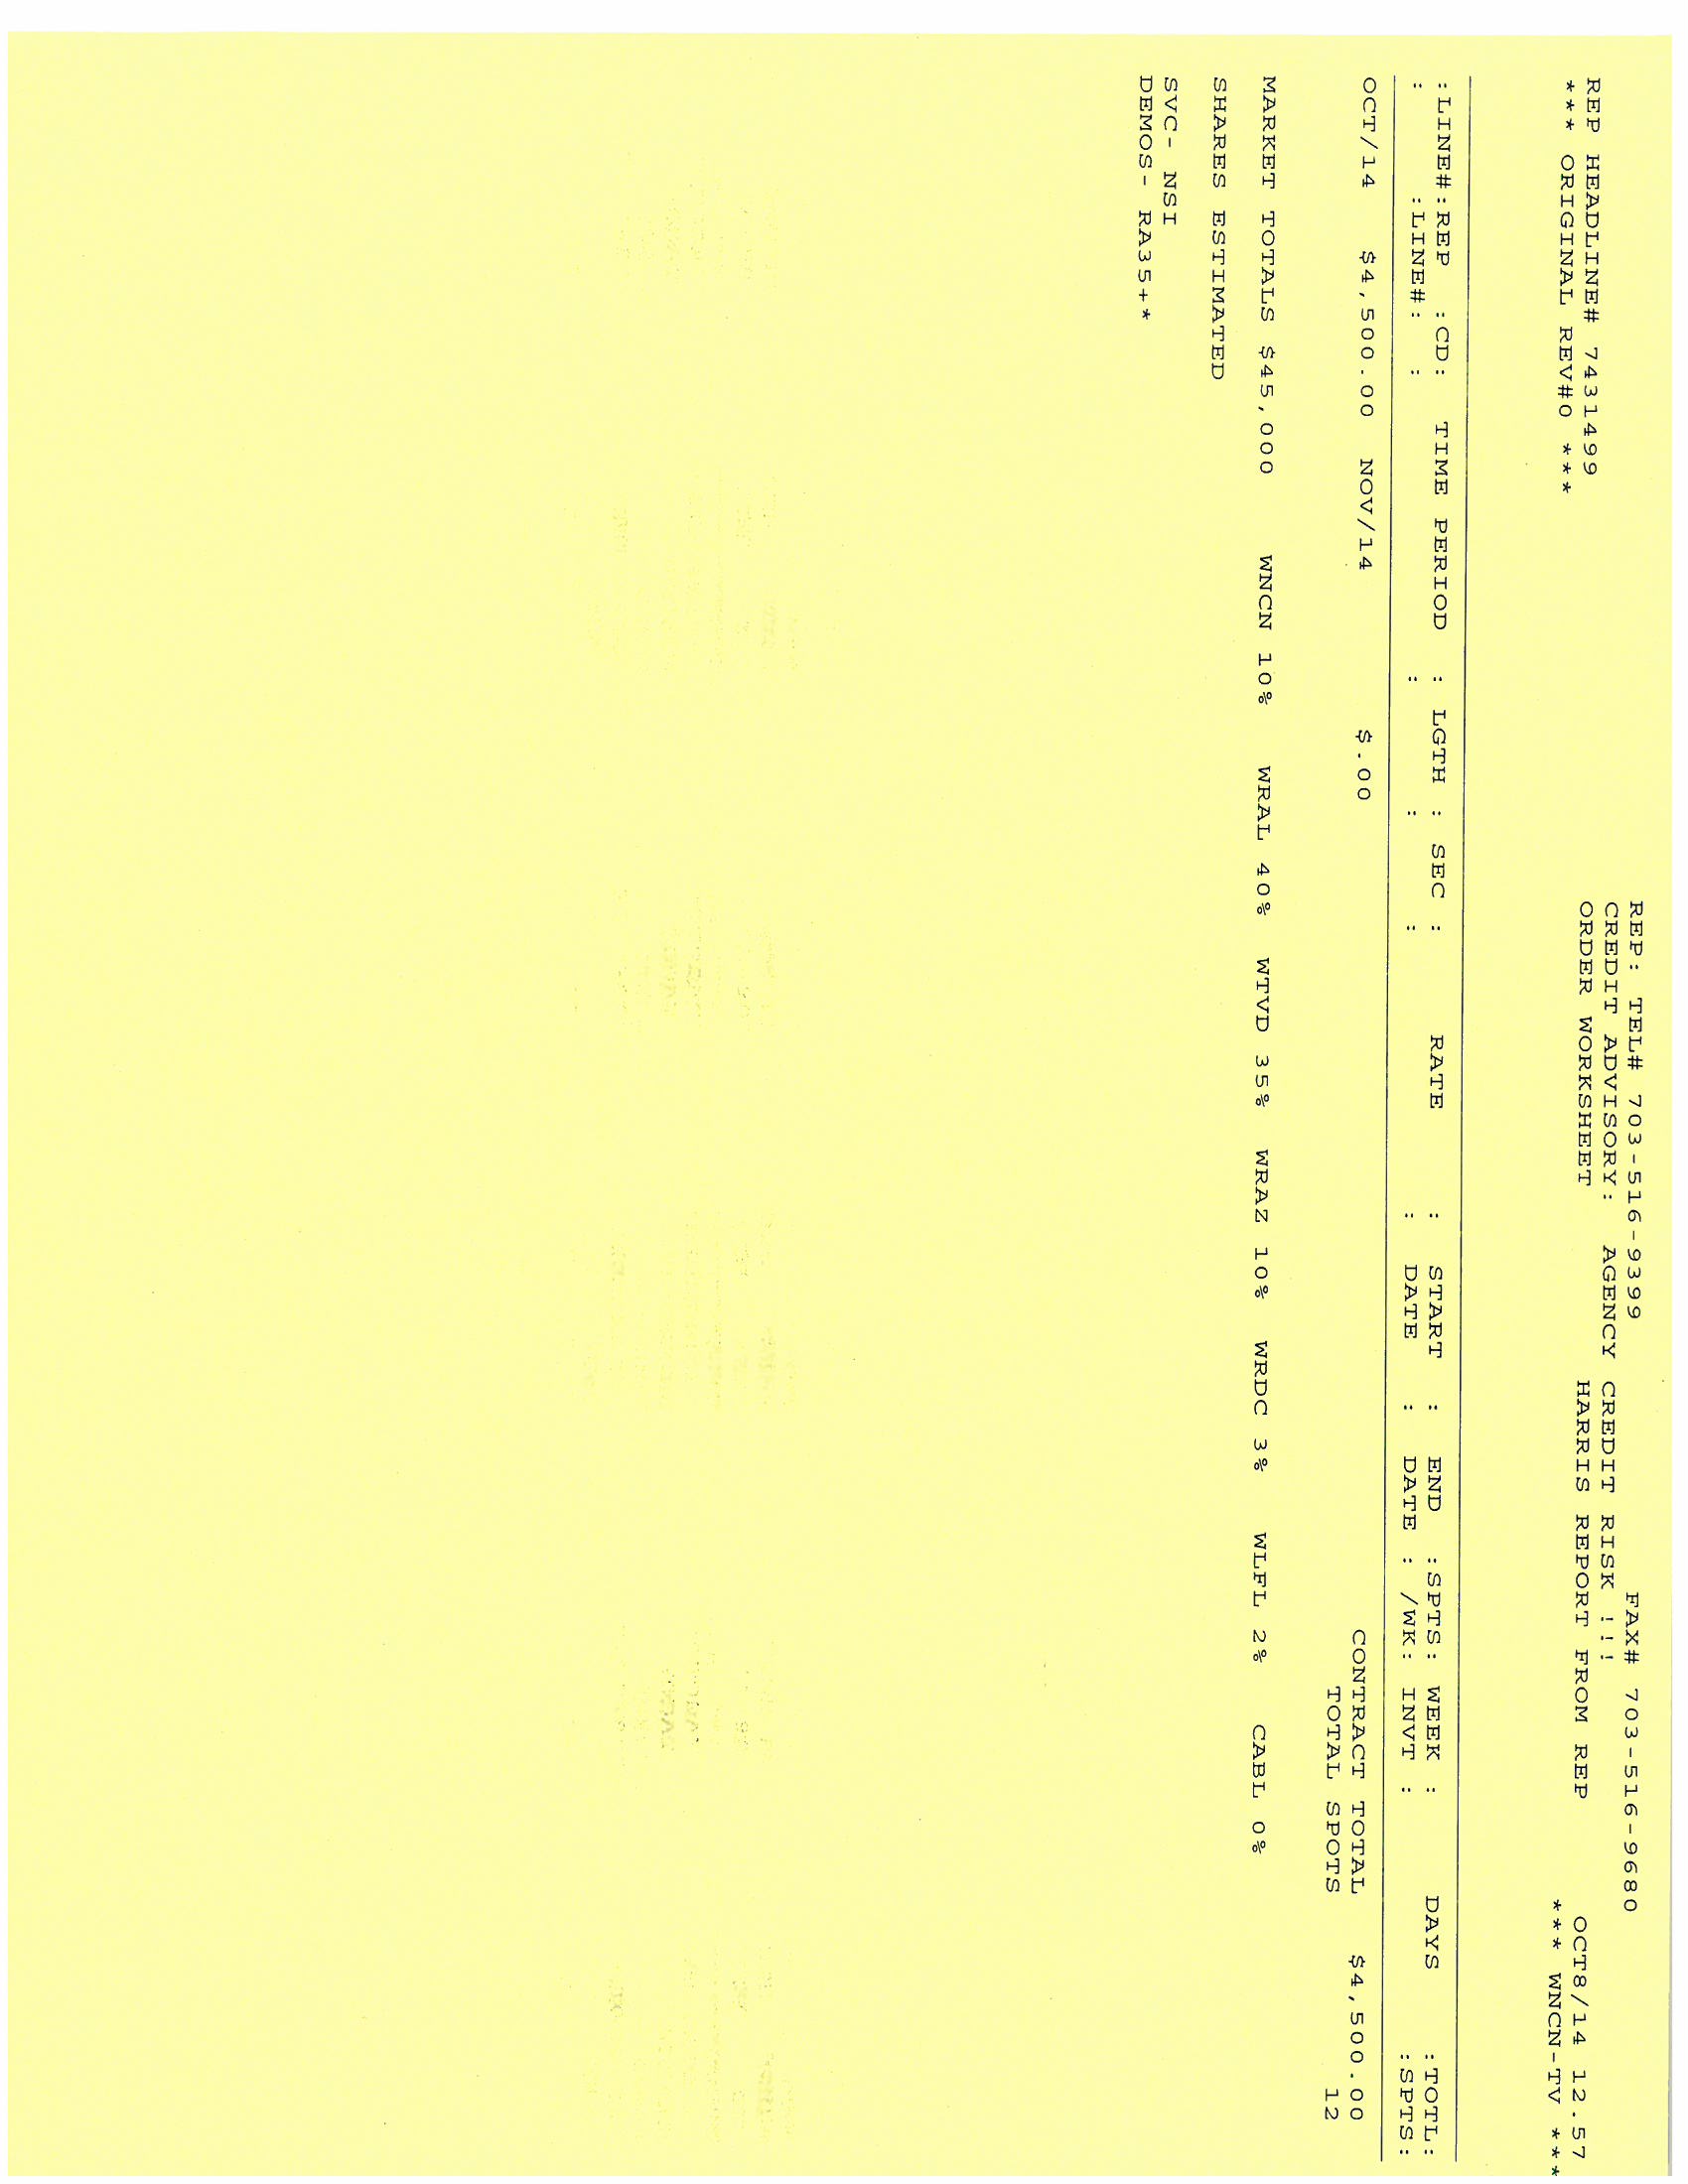 REP: TEL# 703-516-9399 FAX# 703-516-9680
CREDIT ADVISORY: AGENCY CREDIT RISK !!!
REP HEADLINE# 7431499 ORDER WORKSHEET HARRIS REPORT FROM REP OCT8/14 12.57
*** ORIGINAL REV#0 *** *** WNCN-TV ***
:LINE#:REP :CD: TIME PERIOD : LGTH : SEC : RATE : START : END :SPTS: WEEK : DAYS :TOTL:
: :LINE#: : : : : : DATE : DATE : /WK: INVT : :SPTS:
OCT/14 $4,500.00 NOV/14 $.00 CONTRACT TOTAL $4,500.00
TOTAL SPOTS 12
MARKET TOTALS $45,000 WNCN 10% WRAL 40% WTVD 35% WRAZ 10% WRDC 3% WLFL 2% CABL 0%
SHARES ESTIMATED
SVC- NSI
DEMOS- RA35+*